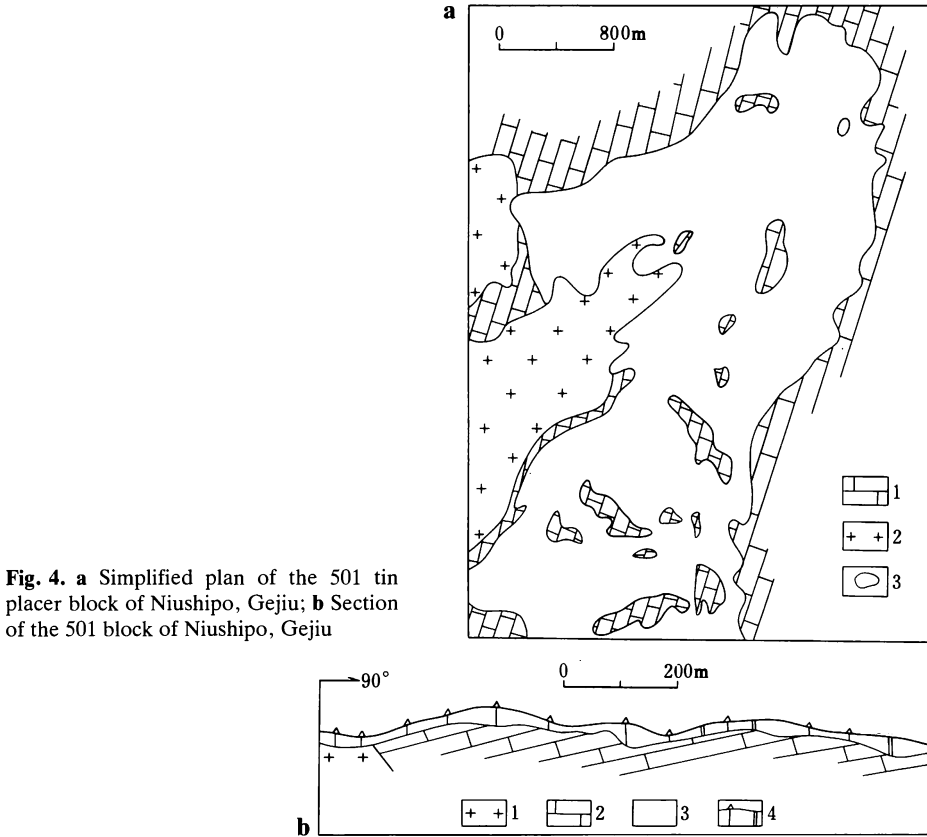 a
0 800m
1
2
3
Fig. 4. a Simplified plan of the 501 tin
placer block of Niushipo, Gejiu; b Section
of the 501 block of Niushipo, Gejiu
90°
0 200m
1 2 3 4
b